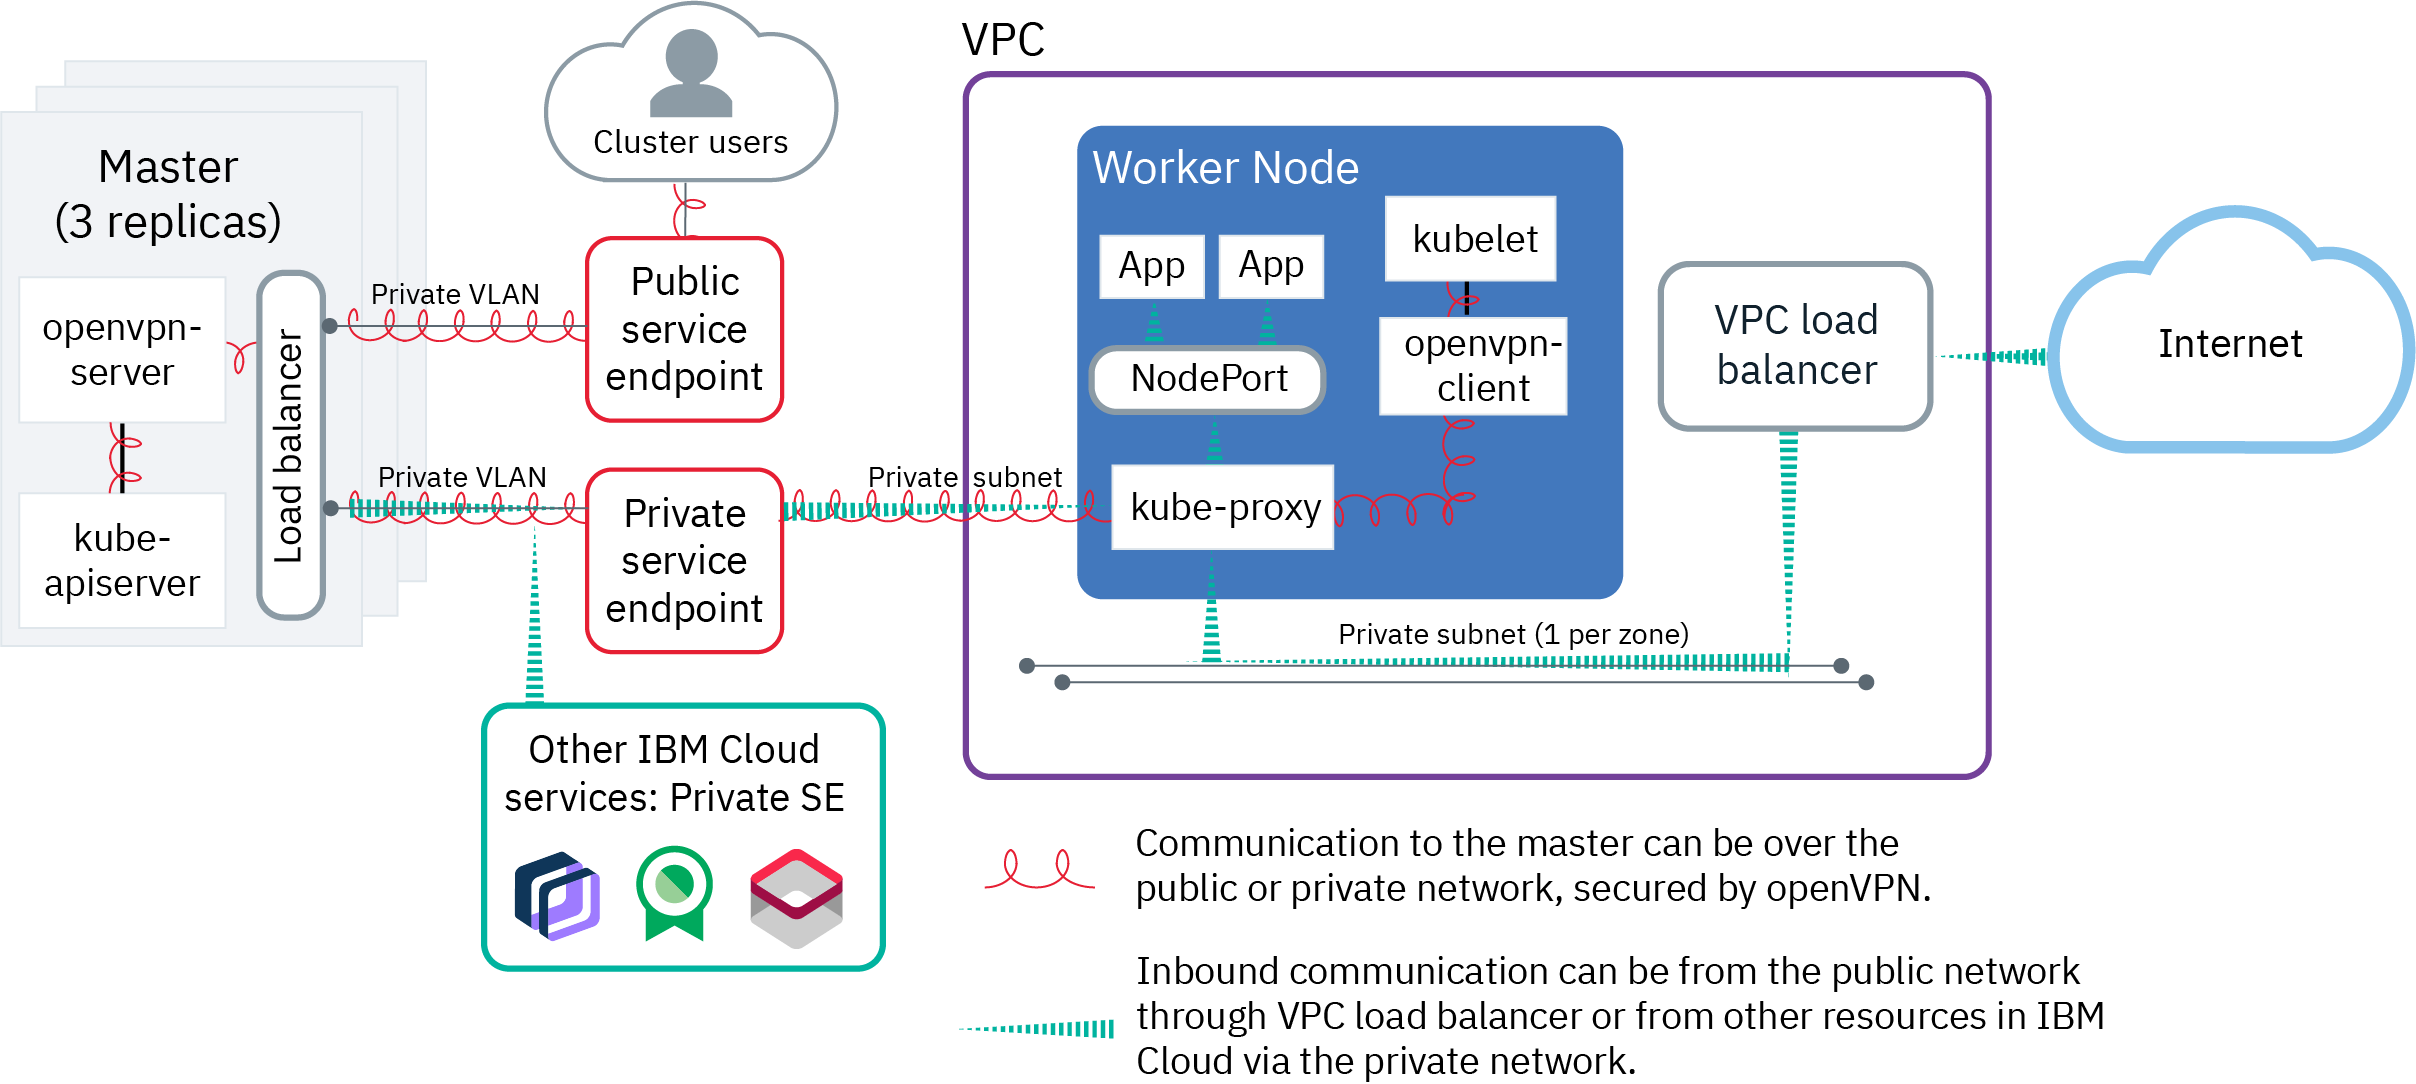 VPC
Cluster users
Master
(3 replicas)
openvpn-
server
kube-
apiserver
Load balancer
Private VLAN
Private VLAN
Public
service
endpoint
Private
service
endpoint
Private subnet
Other IBM Cloud
services: Private SE
Worker Node
App
App
NodePort
kube-proxy
kubelet
openvpn-
client
Private subnet (1 per zone)
VPC load
balancer
Internet
Communication to the master can be over the
public or private network, secured by openVPN.
Inbound communication can be from the public network
through VPC load balancer or from other resources in IBM
Cloud via the private network.